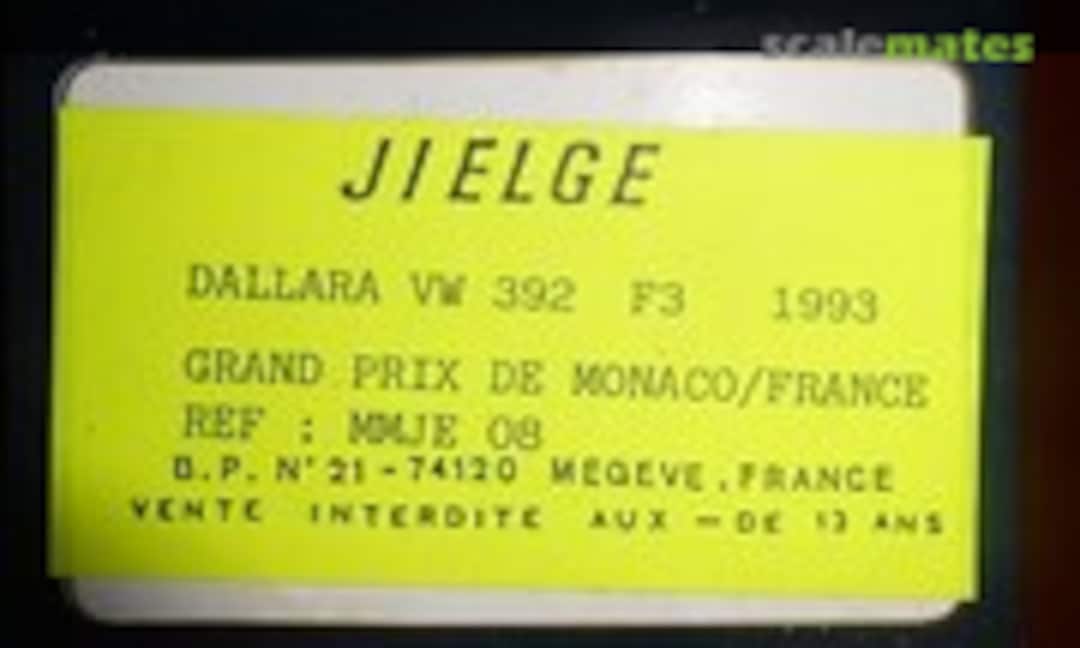 scalemates
JIELGE
DALLARA VW 392 F3 1993
GRAND PRIX DE MONACO/FRANCE
REF : MMJE 08
B.P. N° 21 - 74120 MEGEVE.FRANCE
VENTE INTERDITE AUX - DE 13 ANS